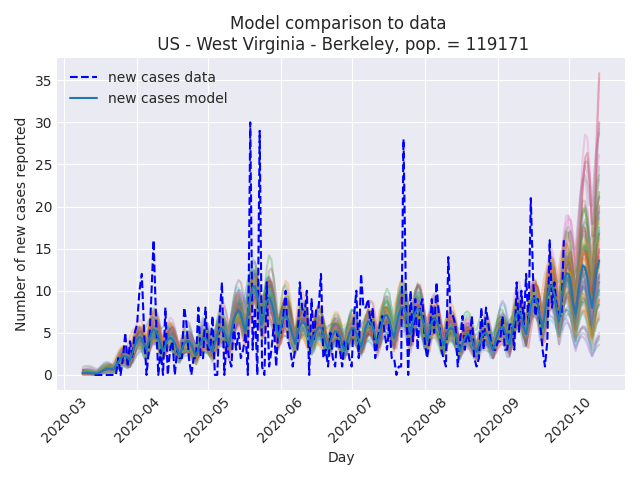 Model comparison to data
US - West Virginia - Berkeley, pop. = 119171
new cases data
new cases model
Number of new cases reported
35
30
25
20
15
10
5
0
2020-03
2020-04
2020-05
2020-06
2020-07
2020-08
2020-09
2020-10
Day